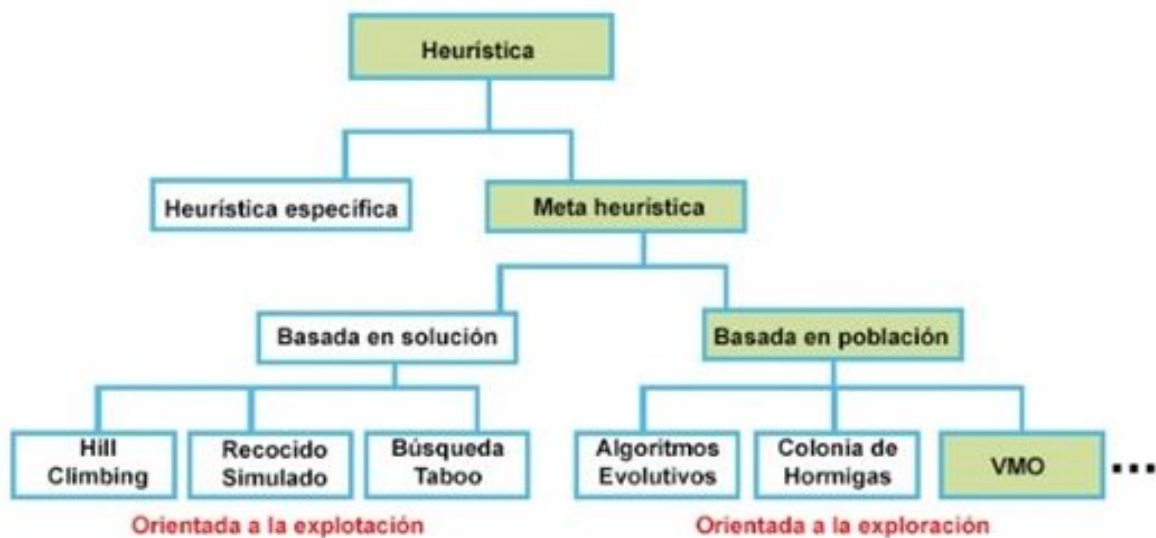 Heurística
Heurística específica
Meta heurística
Basada en solución
Basada en población
Hill
Climbing
Recocido
Simulado
Búsqueda
Taboo
Algoritmos
Evolutivos
Colonia de
Hormigas
VMO
...
Orientada a la explotación
Orientada a la exploración